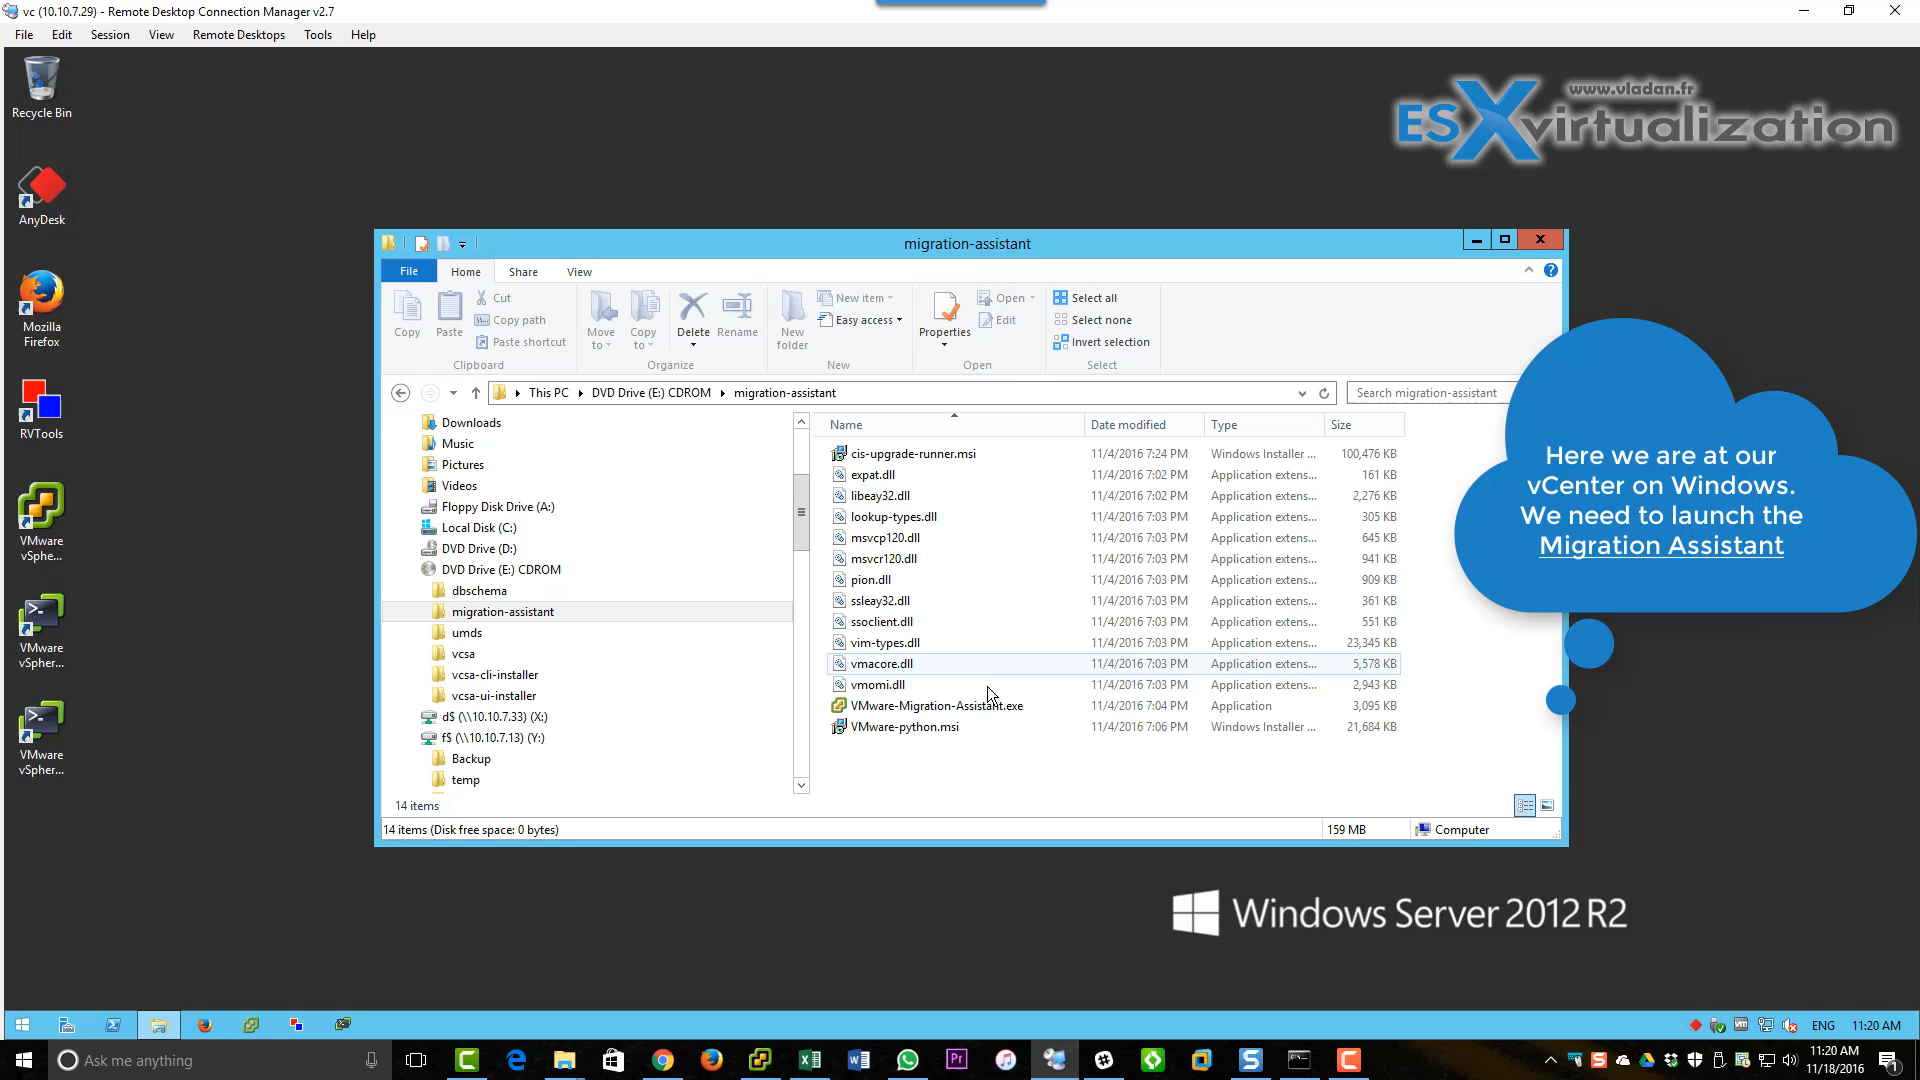 vc (10.10.7.29) - Remote Desktop Connection Manager v2.7
File Edit Session View Remote Desktops Tools Help
Recycle Bin
AnyDesk
Mozilla
Firefox
RVTools
VMware
vSphe...
VMware
vSpher...
VMware
vSpher...
www.vladan.fr
ESXvirtualization
migration-assistant
File Home Share View
Copy
Paste
Cut
Copy path
Paste shortcut
Clipboard
Move
to
Copy
to
Delete
Rename
Organize
New
folder
New item
Easy access
New
Properties
Open
Edit
Open
Select all
Select none
Invert selection
Select
This PC DVD Drive (E:) CDROM migration-assistant
Search migration-assistant
Downloads
Music
Pictures
Videos
Floppy Disk Drive (A:)
Local Disk (C:)
DVD Drive (D:)
DVD Drive (E:) CDROM
dbschema
migration-assistant
umds
vcsa
vcsa-cli-installer
vcsa-ui-installer
d$ (\\10.10.7.33) (X:)
f$ (\\10.10.7.13) (Y:)
Backup
temp
Name Date modified Type Size
cis-upgrade-runner.msi 11/4/2016 7:24 PM Windows Installer ... 100,476 KB
expat.dll 11/4/2016 7:02 PM Application extens... 161 KB
libeay32.dll 11/4/2016 7:02 PM Application extens... 2,276 KB
lookup-types.dll 11/4/2016 7:03 PM Application extens... 305 KB
msvcp120.dll 11/4/2016 7:03 PM Application extens... 645 KB
msvcr120.dll 11/4/2016 7:03 PM Application extens... 941 KB
pion.dll 11/4/2016 7:03 PM Application extens... 909 KB
ssleay32.dll 11/4/2016 7:03 PM Application extens... 361 KB
ssoclient.dll 11/4/2016 7:03 PM Application extens... 551 KB
vim-types.dll 11/4/2016 7:03 PM Application extens... 23,345 KB
vmacore.dll 11/4/2016 7:03 PM Application extens... 5,578 KB
vmomi.dll 11/4/2016 7:03 PM Application extens... 2,943 KB
VMware-Migration-Assistant.exe 11/4/2016 7:04 PM Application 3,095 KB
VMware-python.msi 11/4/2016 7:06 PM Windows Installer ... 21,684 KB
14 items
14 items (Disk free space: 0 bytes) 159 MB Computer
Here we are at our
vCenter on Windows.
We need to launch the
Migration Assistant
Windows Server 2012 R2
ENG 11:20 AM
Ask me anything
11:20 AM
11/18/2016